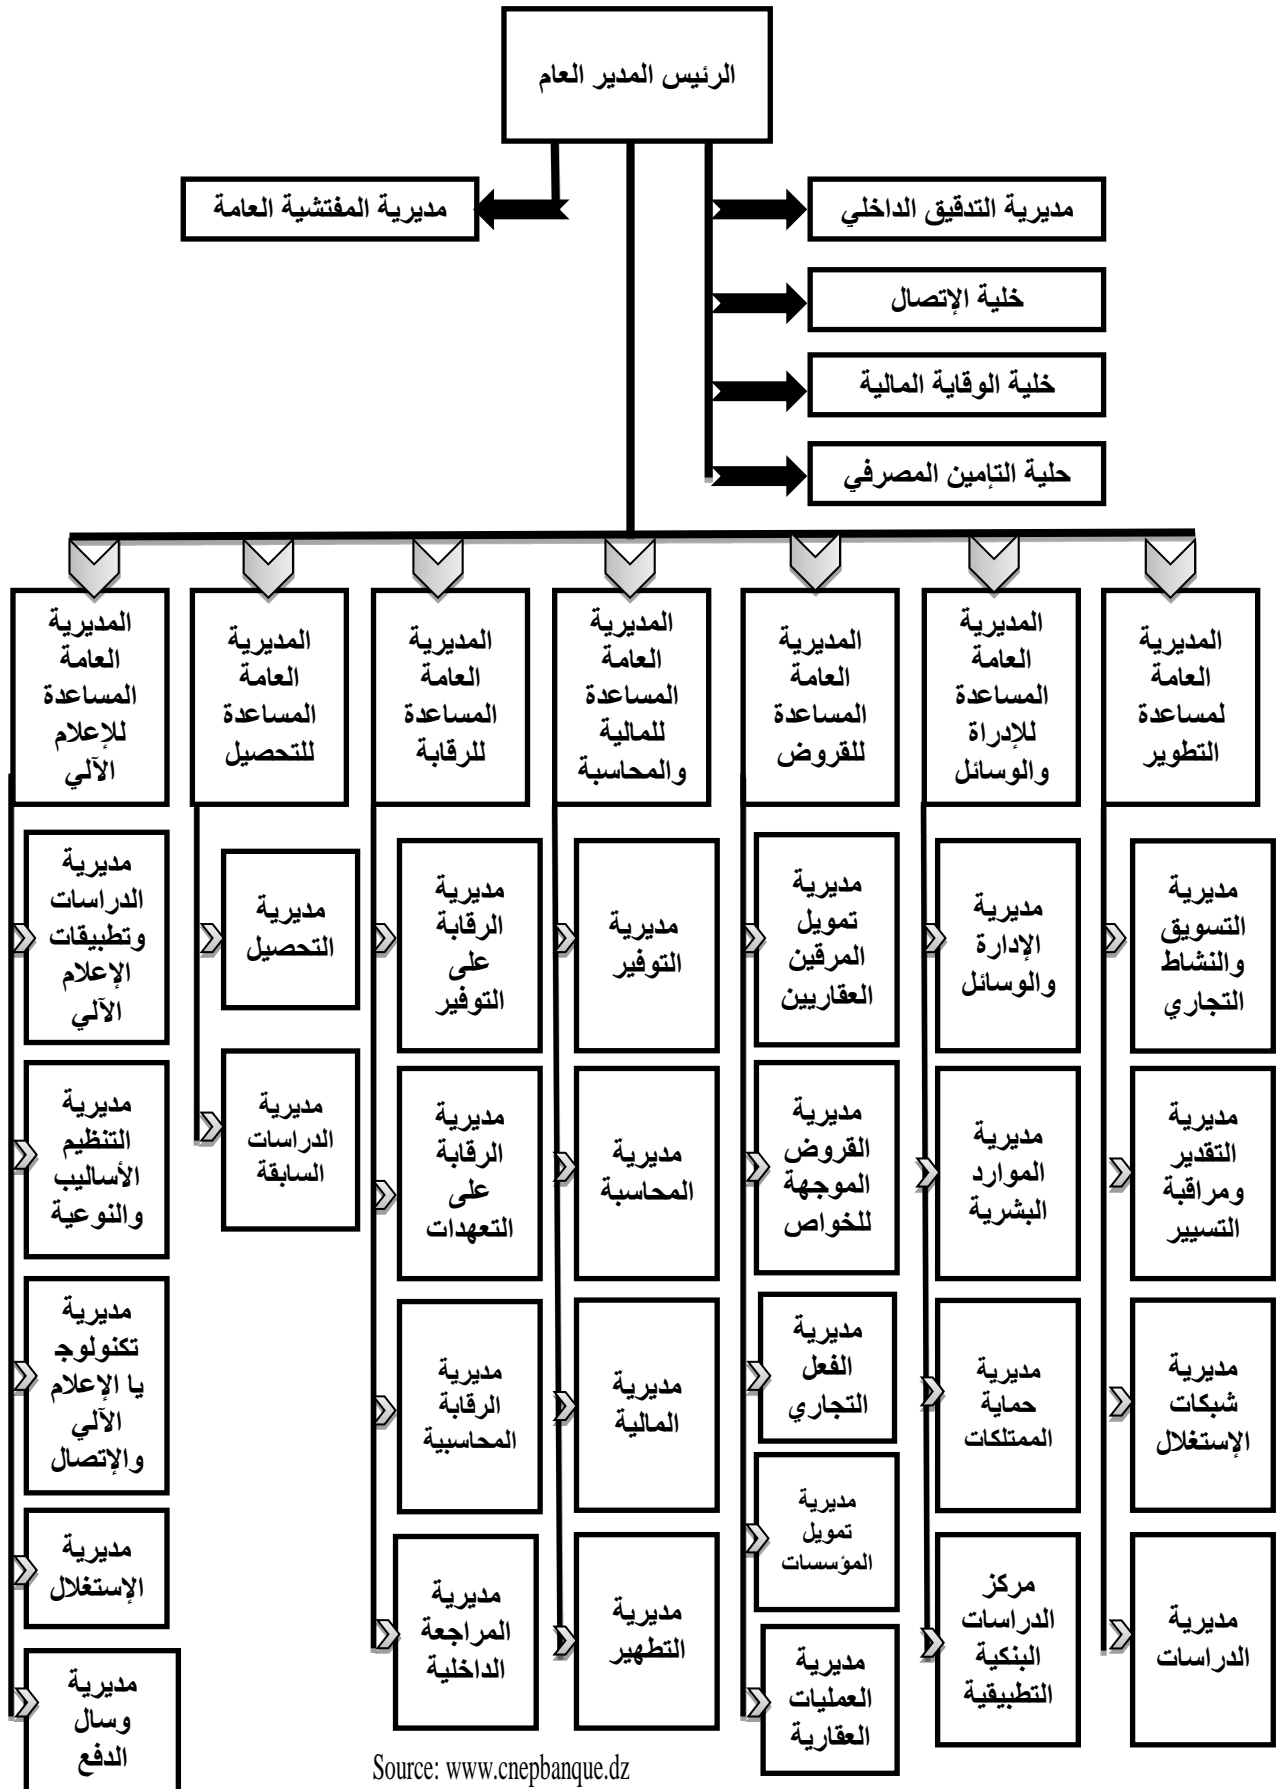 الرئيس المدير العام
مديرية التدقيق الداخلي
مديرية المفتشية العامة
خلية الإتصال
خلية الوقاية المالية
حلية التإمين المصرفي
المديرية
العامة
لمساعدة
التطوير
المديرية
العامة
المساعدة
للإدراة
والوسائل
المديرية
العامة
المساعدة
للقروض
المديرية
العامة
المساعدة
للمالية
والمحاسبة
المديرية
العامة
المساعدة
للرقابة
المديرية
العامة
المساعدة
للتحصيل
المديرية
العامة
المساعدة
للإعلام
الآلي
مديرية
التسويق
والنشاط
التجاري
مديرية
التقدير
ومراقبة
التسيير
مديرية
شبكات
الإستغلال
مديرية
الدراسات
مديرية
الإدارة
والوسائل
مديرية
الموارد
البشرية
مديرية
حماية
الممتلكات
مركز
الدراسات
البنكية
التطبيقية
مديرية
تمويل
المرقين
العقاريين
مديرية
القروض
الموجهة
للخواص
مديرية
الفعل
التجاري
مديرية
تمويل
المؤسسات
مديرية
العمليات
العقارية
مديرية
التوفير
مديرية
المحاسبة
مديرية
المالية
مديرية
التطهير
مديرية
الرقابة
على
التوفير
مديرية
الرقابة
على
التعهدات
مديرية
الرقابة
المحاسبية
مديرية
المراجعة
الداخلية
مديرية
التحصيل
مديرية
الدراسات
السابقة
مديرية
الدراسات
وتطبيقات
الإعلام
الآلي
مديرية
التنظيم
الأساليب
والنوعية
مديرية
تكنولوج
يا الإعلام
الآلي
والإتصال
مديرية
الإستغلال
مديرية
وسال
الدفع
Source: www.cnepbanque.dz